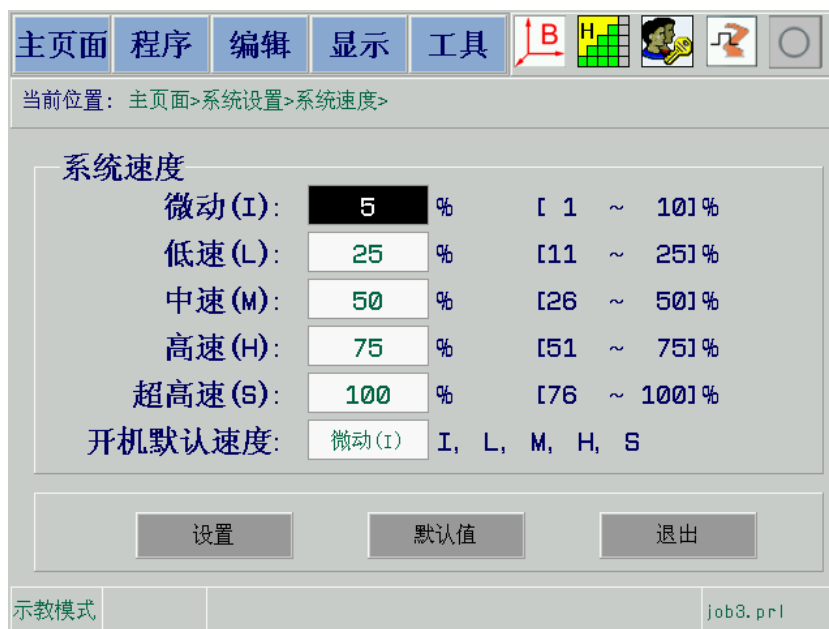 主页面 程序 编辑 显示 工具 B H
当前位置: 主页面>系统设置>系统速度>
系统速度
微动(I): 5 % [ 1 ~ 10]%
低速(L): 25 % [11 ~ 25]%
中速(M): 50 % [26 ~ 50]%
高速(H): 75 % [51 ~ 75]%
超高速(S): 100 % [76 ~ 100]%
开机默认速度: 微动(I) I, L, M, H, S
设置 默认值 退出
示教模式 job3.prl